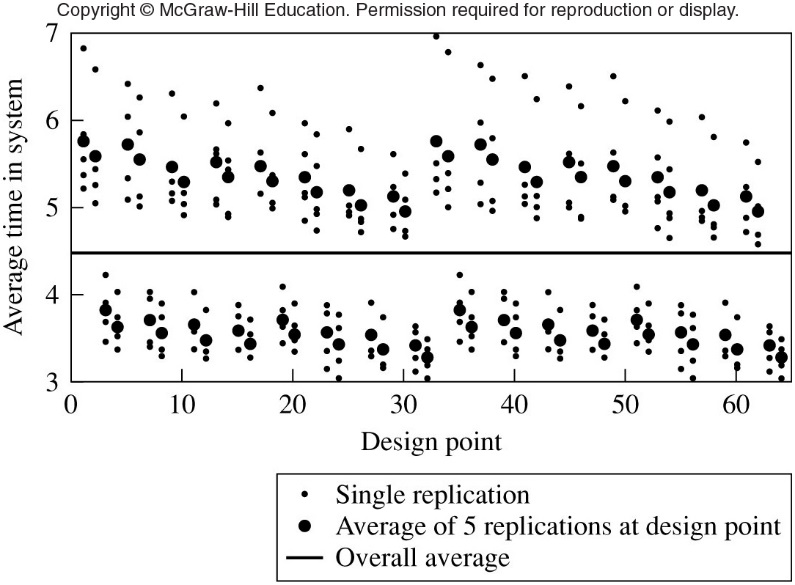 Copyright © McGraw-Hill Education. Permission required for reproduction or display.
7
6
5
4
3
Average time in system
0 10 20 30 40 50 60
Design point
Single replication
Average of 5 replications at design point
Overall average